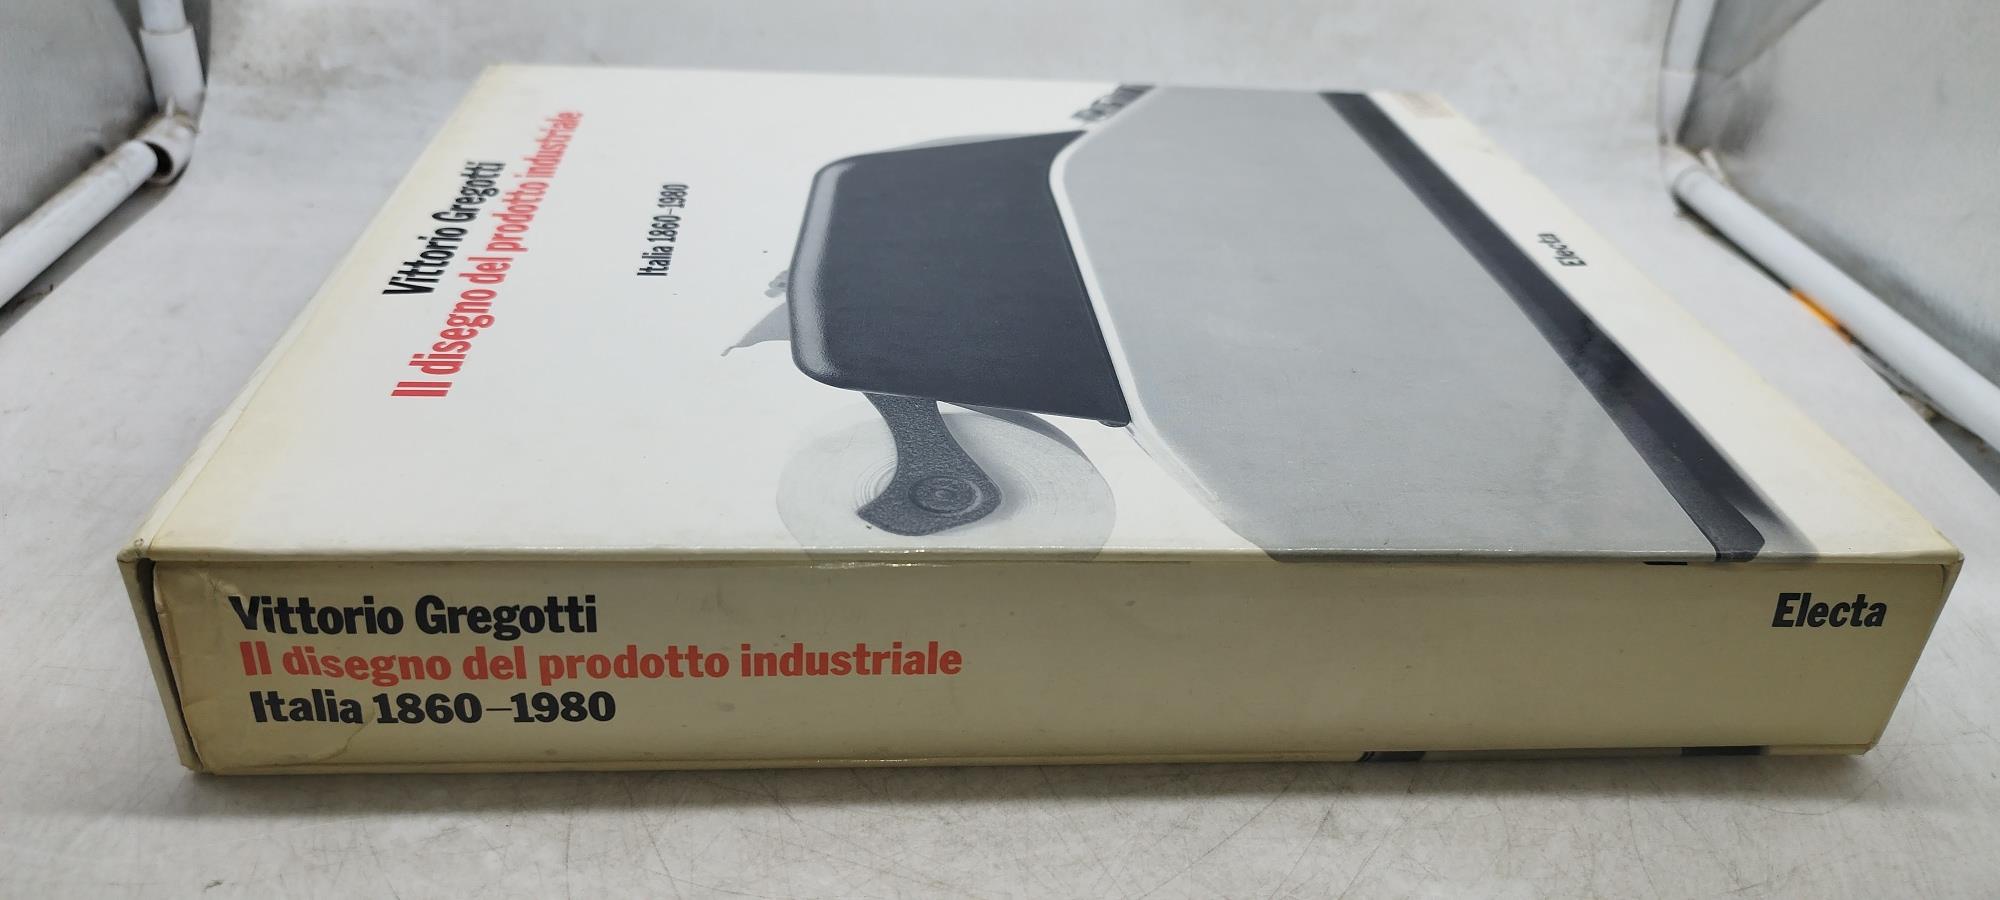 Vittorio Gregotti
Il disegno del prodotto industriale
Italia 1860-1980
Electa
Vittorio Gregotti
Il disegno del prodotto industriale
Italia 1860–1980
Electa